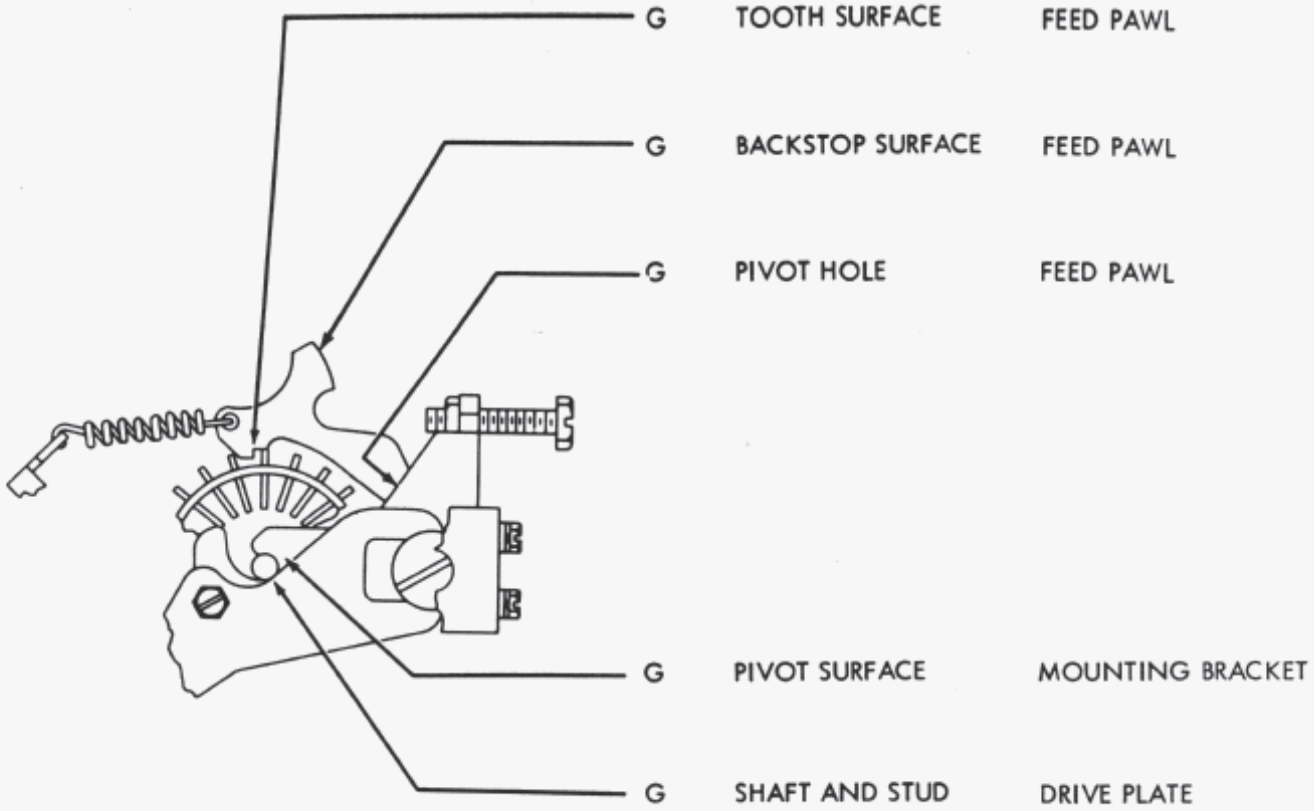 G TOOTH SURFACE FEED PAWL
G BACKSTOP SURFACE FEED PAWL
G PIVOT HOLE FEED PAWL
G PIVOT SURFACE MOUNTING BRACKET
G SHAFT AND STUD DRIVE PLATE